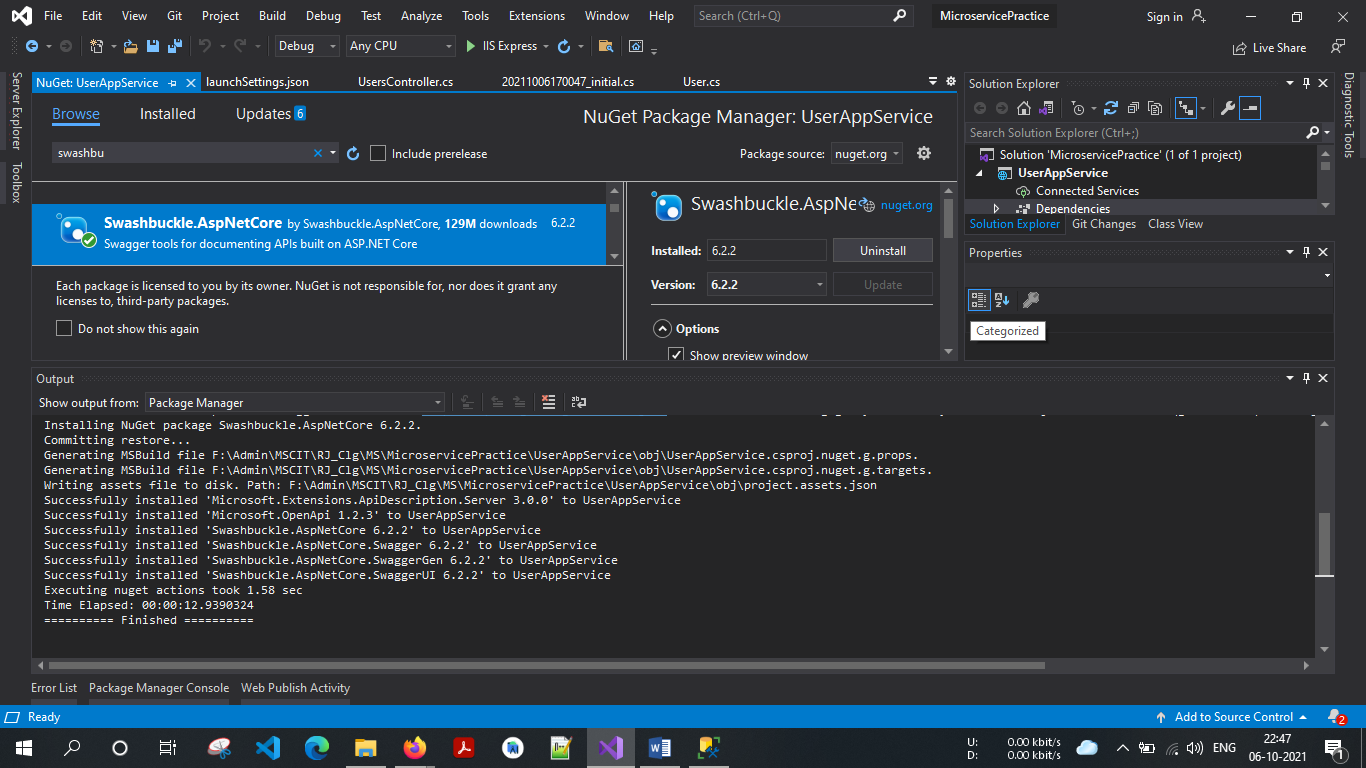 File Edit View Git Project Build Debug Test Analyze Tools Extensions Window Help Search (Ctrl+Q) MicroservicePractice Sign in
Debug Any CPU IIS Express Live Share
Server Explorer
Toolbox
NuGet: UserAppService launchSettings.json UsersController.cs 20211006170047_initial.cs User.cs
Browse Installed Updates 6 NuGet Package Manager: UserAppService
swashbu Include prerelease Package source: nuget.org
Swashbuckle.AspNetCore by Swashbuckle.AspNetCore, 129M downloads 6.2.2
Swagger tools for documenting APIs built on ASP.NET Core
Each package is licensed to you by its owner. NuGet is not responsible for, nor does it grant any
licenses to, third-party packages.
Do not show this again
Swashbuckle.AspNe nuget.org
Installed: 6.2.2 Uninstall
Version: 6.2.2 Update
Options
Show preview window
Solution Explorer
Search Solution Explorer (Ctrl+;)
Solution 'MicroservicePractice' (1 of 1 project)
UserAppService
Connected Services
Dependencies
Solution Explorer Git Changes Class View
Properties
Categorized
Diagnostic Tools
Output
Show output from: Package Manager
Installing NuGet package Swashbuckle.AspNetCore 6.2.2.
Committing restore...
Generating MSBuild file F:\Admin\MSCIT\RJ_Clg\MS\MicroservicePractice\UserAppService\obj\UserAppService.csproj.nuget.g.props.
Generating MSBuild file F:\Admin\MSCIT\RJ_Clg\MS\MicroservicePractice\UserAppService\obj\UserAppService.csproj.nuget.g.targets.
Writing assets file to disk. Path: F:\Admin\MSCIT\RJ_Clg\MS\MicroservicePractice\UserAppService\obj\project.assets.json
Successfully installed 'Microsoft.Extensions.ApiDescription.Server 3.0.0' to UserAppService
Successfully installed 'Microsoft.OpenApi 1.2.3' to UserAppService
Successfully installed 'Swashbuckle.AspNetCore 6.2.2' to UserAppService
Successfully installed 'Swashbuckle.AspNetCore.Swagger 6.2.2' to UserAppService
Successfully installed 'Swashbuckle.AspNetCore.SwaggerGen 6.2.2' to UserAppService
Successfully installed 'Swashbuckle.AspNetCore.SwaggerUI 6.2.2' to UserAppService
Executing nuget actions took 1.58 sec
Time Elapsed: 00:00:12.9390324
========== Finished ==========
Error List Package Manager Console Web Publish Activity
Ready Add to Source Control 2
U: 0.00 kbit/s
D: 0.00 kbit/s
ENG
22:47
06-10-2021
1